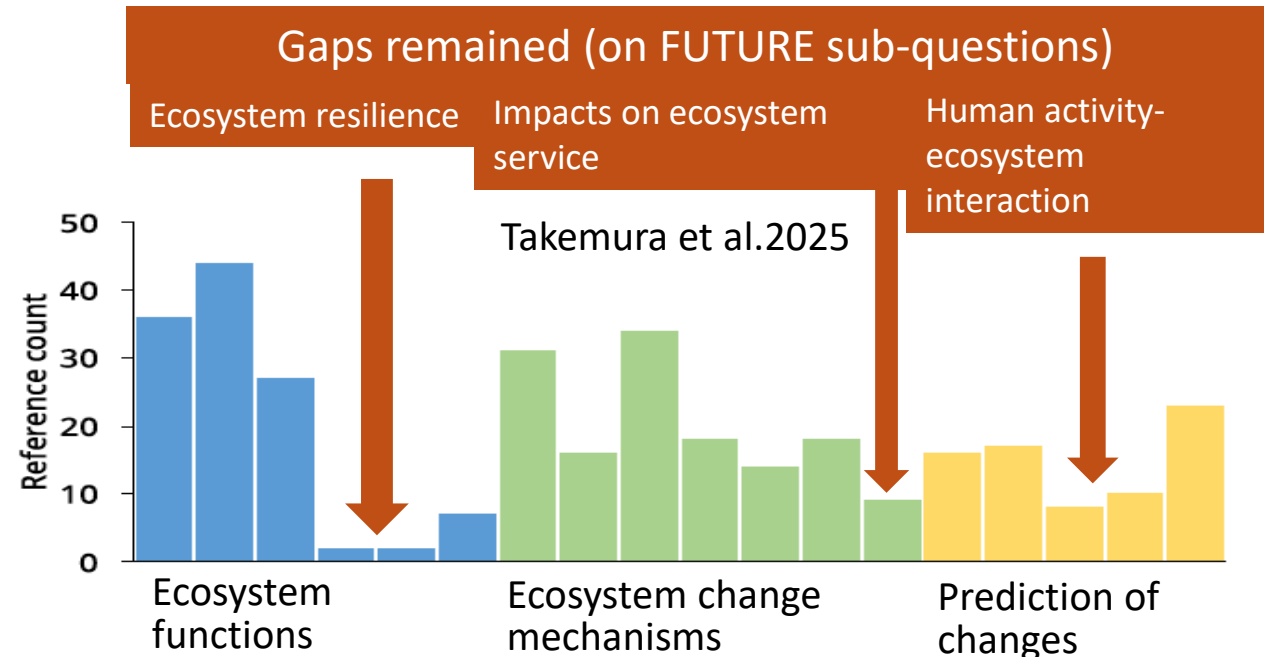 Gaps remained (on FUTURE sub-questions)
Ecosystem resilience
Impacts on ecosystem
service
Human activity-
ecosystem
interaction
Takemura et al.2025
Reference count
50
40
30
20
10
0
Ecosystem
functions
Ecosystem change
mechanisms
Prediction of
changes